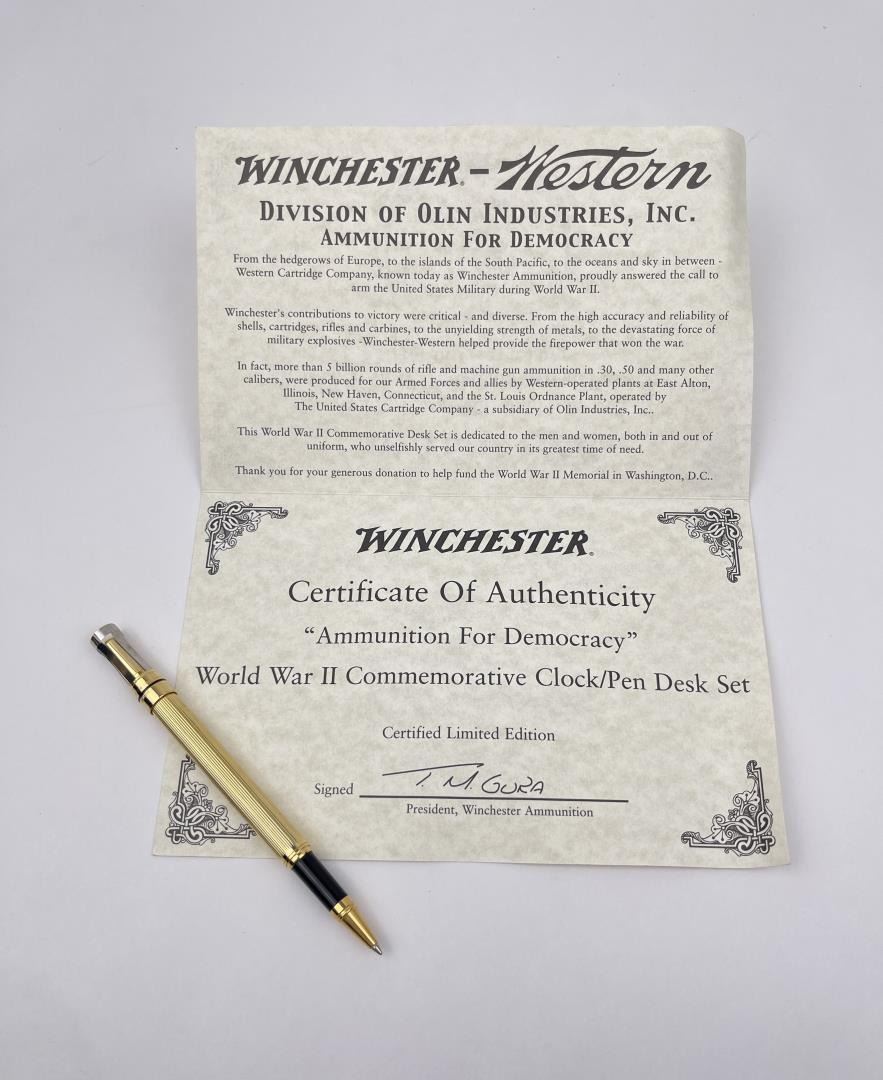 WINCHESTER® - Western
DIVISION OF OLIN INDUSTRIES, INC.
AMMUNITION FOR DEMOCRACY
From the hedgerows of Europe, to the islands of the South Pacific, to the oceans and sky in between -
Western Cartridge Company, known today as Winchester Ammunition, proudly answered the call to
arm the United States Military during World War II.
Winchester's contributions to victory were critical - and diverse. From the high accuracy and reliability of
shells, cartridges, rifles and carbines, to the unyielding strength of metals, to the devastating force of
military explosives -Winchester-Western helped provide the firepower that won the war.
In fact, more than 5 billion rounds of rifle and machine gun ammunition in .30, .50 and many other
calibers, were produced for our Armed Forces and allies by Western-operated plants at East Alton,
Illinois, New Haven, Connecticut, and the St. Louis Ordnance Plant, operated by
The United States Cartridge Company - a subsidiary of Olin Industries, Inc..
This World War II Commemorative Desk Set is dedicated to the men and women, both in and out of
uniform, who unselfishly served our country in its greatest time of need.
Thank you for your generous donation to help fund the World War II Memorial in Washington, D.C..
WINCHESTER®
Certificate Of Authenticity
“Ammunition For Democracy”
World War II Commemorative Clock/Pen Desk Set
Certified Limited Edition
Signed T. M. GURA
President, Winchester Ammunition